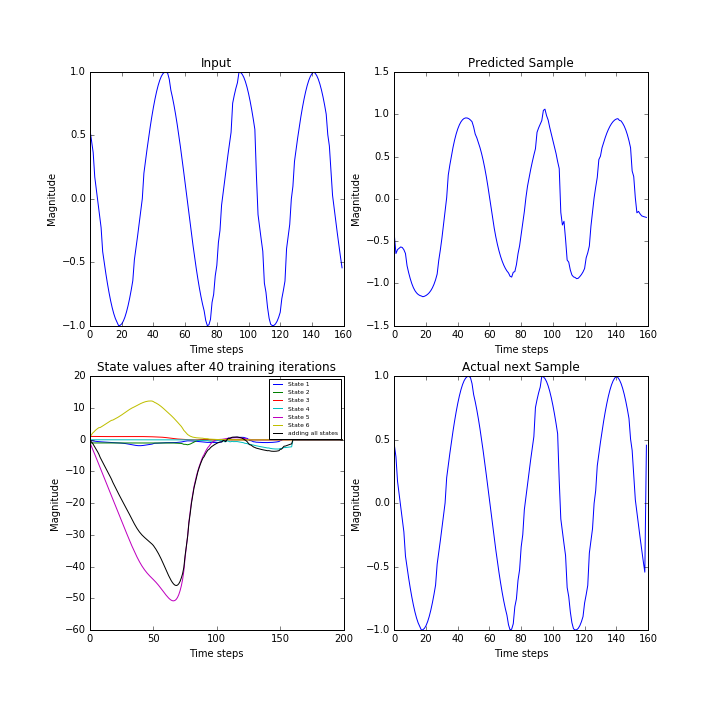 Input
Magnitude
1.0
0.5
0.0
−0.5
−1.0
0 20 40 60 80 100 120 140 160
Time steps
Predicted Sample
Magnitude
1.5
1.0
0.5
0.0
−0.5
−1.0
−1.5
0 20 40 60 80 100 120 140 160
Time steps
State values after 40 training iterations
Magnitude
20
10
0
−10
−20
−30
−40
−50
−60
0 50 100 150 200
Time steps
State 1
State 2
State 3
State 4
State 5
State 6
adding all states
Actual next Sample
Magnitude
1.0
0.5
0.0
−0.5
−1.0
0 20 40 60 80 100 120 140 160
Time steps